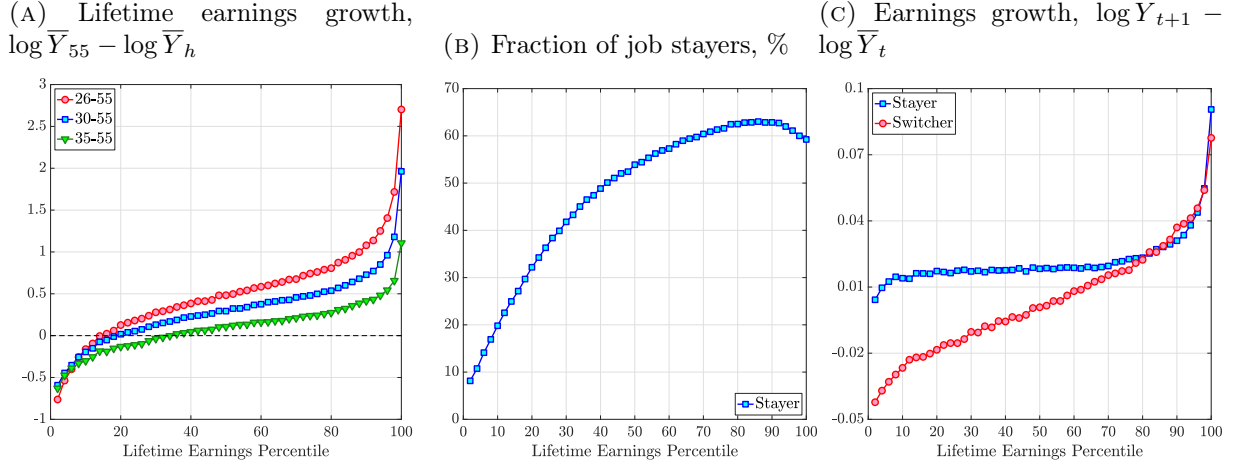 (A) Lifetime earnings growth,
log Y̅₅₅ − log Y̅ₕ
3
2.5
2
1.5
1
0.5
0
-0.5
-1
26-55
30-55
35-55
0 20 40 60 80 100
Lifetime Earnings Percentile
(B) Fraction of job stayers, %
70
60
50
40
30
20
10
0
Stayer
0 10 20 30 40 50 60 70 80 90 100
Lifetime Earnings Percentile
(C) Earnings growth, log Yₜ₊₁ −
log Y̅ₜ
0.1
0.07
0.04
0.01
-0.02
-0.05
Stayer
Switcher
0 10 20 30 40 50 60 70 80 90 100
Lifetime Earnings Percentile